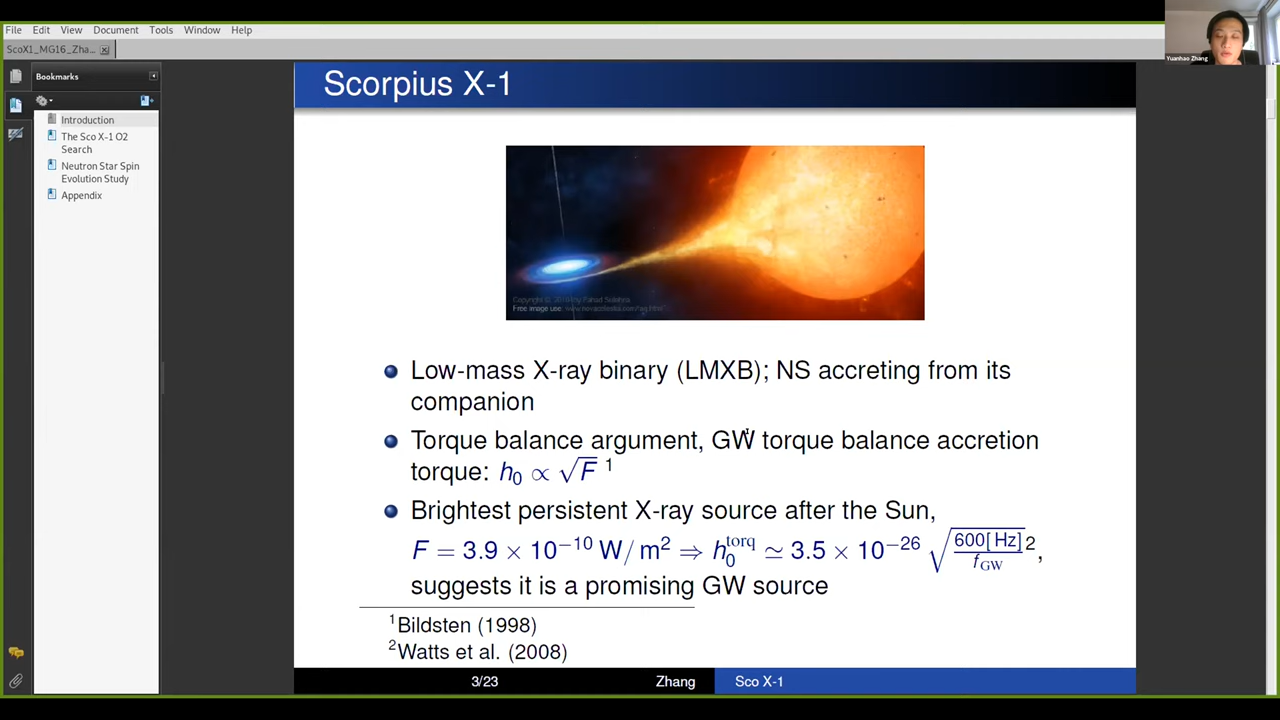 File Edit View Document Tools Window Help
ScoX1_MG16_Zha...
Yuanhao Zhang
Bookmarks
Introduction
The Sco X-1 O2
Search
Neutron Star Spin
Evolution Study
Appendix
Scorpius X-1
Free image use:
Low-mass X-ray binary (LMXB); NS accreting from its
companion
Torque balance argument, GW torque balance accretion
torque: h₀ ∝ √F ¹
Brightest persistent X-ray source after the Sun,
F = 3.9 × 10⁻¹⁰ W/m² ⇒ h₀^torq ≃ 3.5 × 10⁻²⁶ √(600[Hz]/f_GW) ²,
suggests it is a promising GW source
¹Bildsten (1998)
²Watts et al. (2008)
3/23 Zhang Sco X-1